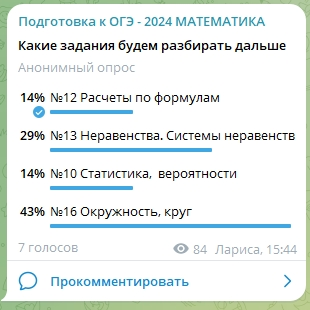 Подготовка к ОГЭ - 2024 МАТЕМАТИКА
Какие задания будем разбирать дальше
Анонимный опрос
14% №12 Расчеты по формулам
29% №13 Неравенства. Системы неравенств
14% №10 Статистика, вероятности
43% №16 Окружность, круг
7 голосов 84 Лариса, 15:44
Прокомментировать